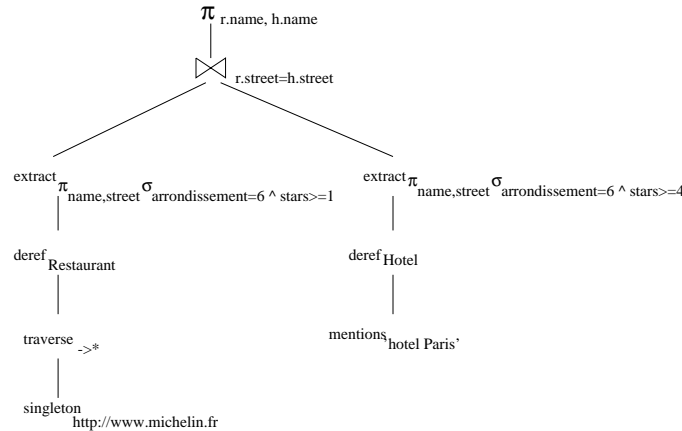 π r.name, h.name
r.street=h.street
extract π name,street σ arrondissement=6 ^ stars>=1
extract π name,street σ arrondissement=6 ^ stars>=4
deref Restaurant
deref Hotel
traverse ->*
mentions 'hotel Paris'
singleton http://www.michelin.fr